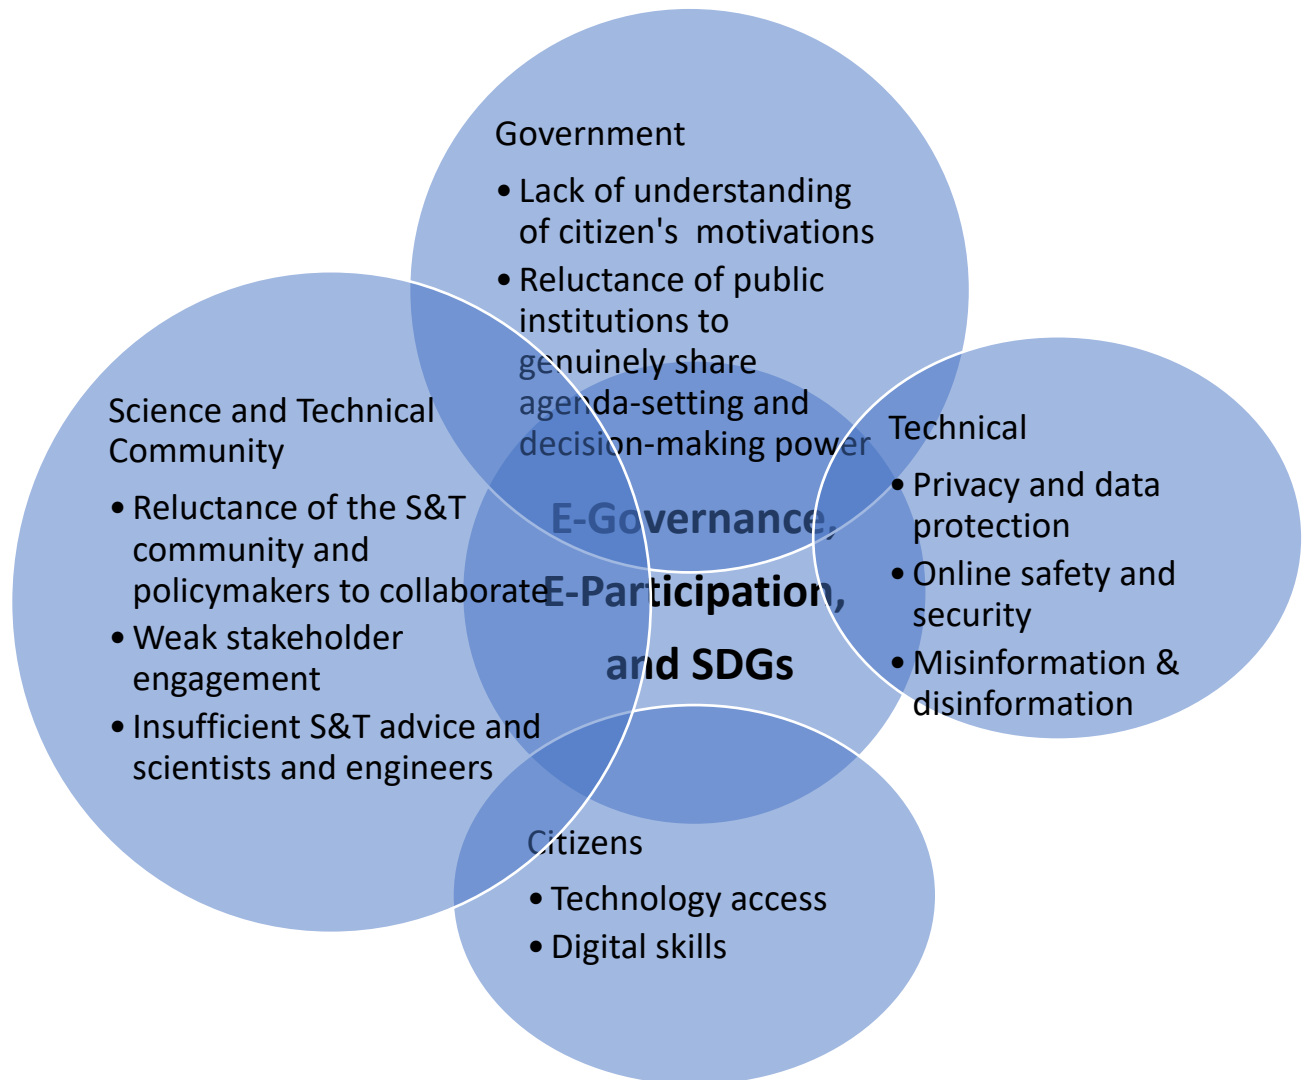 Government
• Lack of understanding
of citizen's  motivations
• Reluctance of public
institutions to
genuinely share
agenda-setting and
decision-making power
Science and Technical
Community
• Reluctance of the S&T
community and
policymakers to collaborate
• Weak stakeholder
engagement
• Insufficient S&T advice and
scientists and engineers
E-Governance,
E-Participation,
and SDGs
Technical
• Privacy and data
protection
• Online safety and
security
• Misinformation &
disinformation
Citizens
• Technology access
• Digital skills